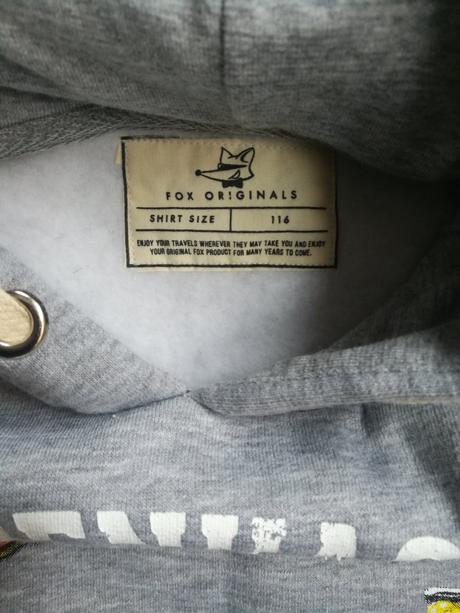 FOX OR!GINALS
SHIRT SIZE 116
ENJOY YOUR TRAVELS WHEREVER THEY MAY TAKE YOU AND ENJOY
YOUR ORIGINAL FOX PRODUCT FOR MANY YEARS TO COME.